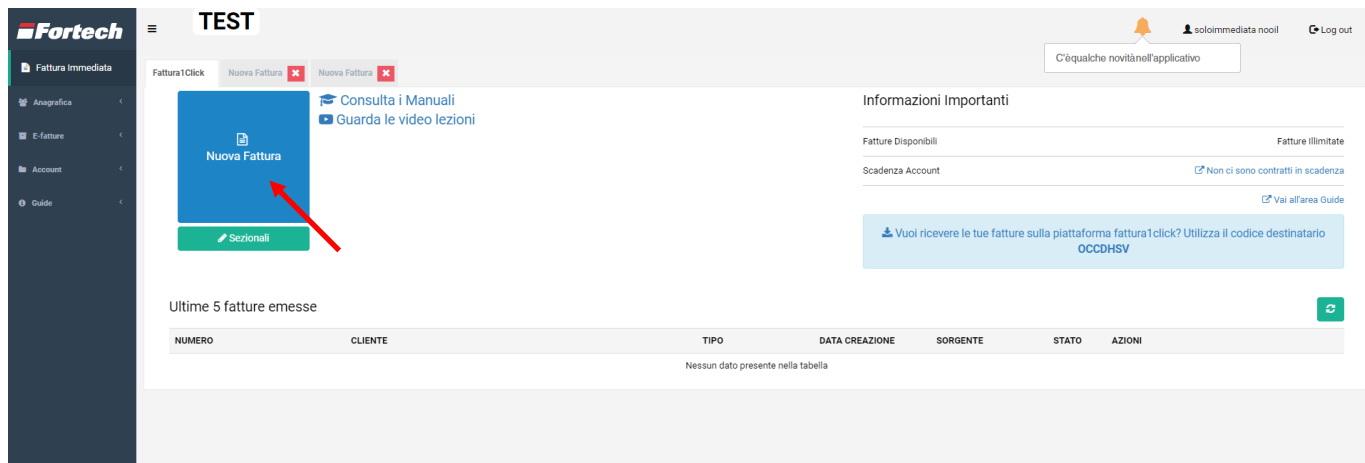 Fortech
TEST
soloimmediata nooil
Log out
C'èqualche novitànell'applicativo
Fattura Immediata
Anagrafica
E-fatture
Account
Guide
Fattura1Click
Nuova Fattura
Nuova Fattura
Nuova Fattura
Sezionali
Consulta i Manuali
Guarda le video lezioni
Informazioni Importanti
Fatture Disponibili Fatture Illimitate
Scadenza Account Non ci sono contratti in scadenza
Vai all'area Guide
Vuoi ricevere le tue fatture sulla piattaforma fattura1click? Utilizza il codice destinatario
OCCDHSV
Ultime 5 fatture emesse
NUMERO CLIENTE TIPO DATA CREAZIONE SORGENTE STATO AZIONI
Nessun dato presente nella tabella